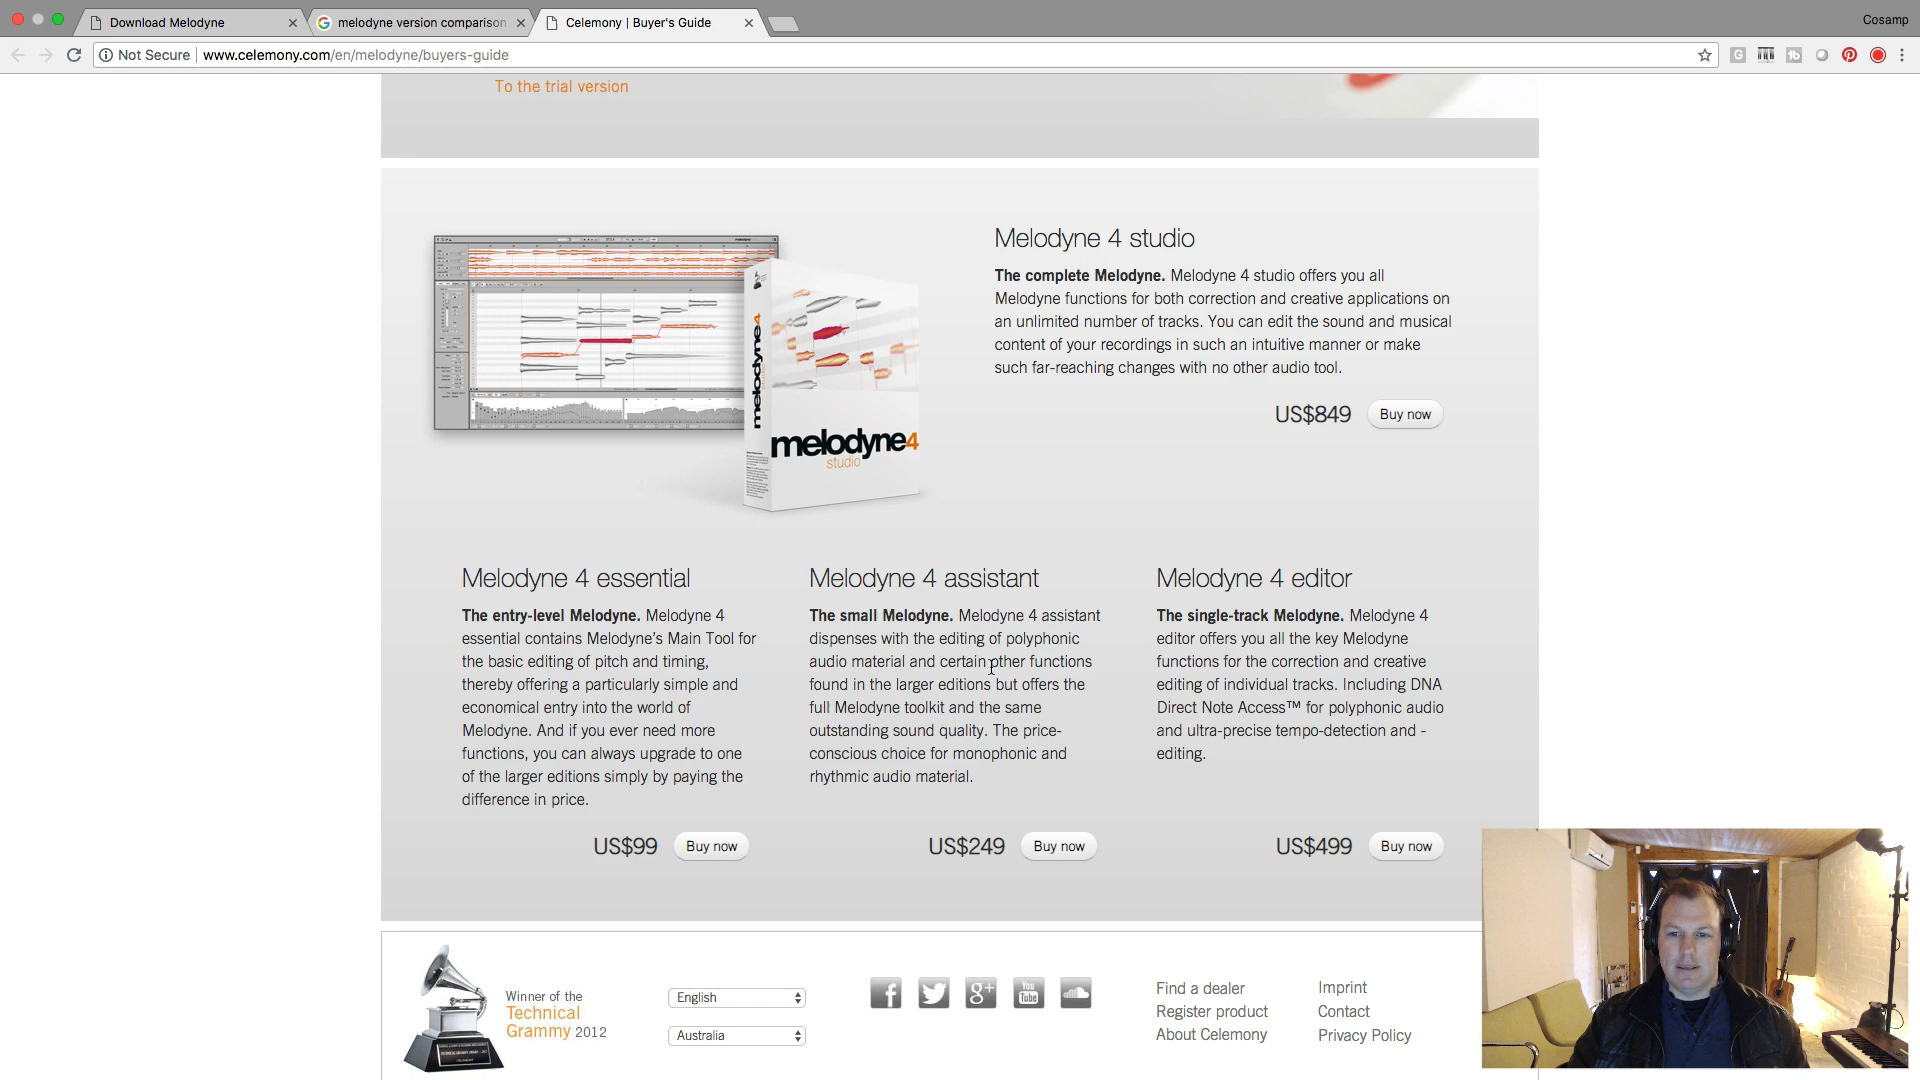 Download Melodyne
melodyne version comparison
Celemony | Buyer's Guide
Cosamp
Not Secure
www.celemony.com/en/melodyne/buyers-guide
To the trial version
Melodyne 4 studio
The complete Melodyne. Melodyne 4 studio offers you all
Melodyne functions for both correction and creative applications on
an unlimited number of tracks. You can edit the sound and musical
content of your recordings in such an intuitive manner or make
such far-reaching changes with no other audio tool.
US$849
Buy now
melodyne4
melodyne4
studio
Melodyne 4 essential
The entry-level Melodyne. Melodyne 4
essential contains Melodyne's Main Tool for
the basic editing of pitch and timing,
thereby offering a particularly simple and
economical entry into the world of
Melodyne. And if you ever need more
functions, you can always upgrade to one
of the larger editions simply by paying the
difference in price.
US$99
Buy now
Melodyne 4 assistant
The small Melodyne. Melodyne 4 assistant
dispenses with the editing of polyphonic
audio material and certain other functions
found in the larger editions but offers the
full Melodyne toolkit and the same
outstanding sound quality. The price-
conscious choice for monophonic and
rhythmic audio material.
US$249
Buy now
Melodyne 4 editor
The single-track Melodyne. Melodyne 4
editor offers you all the key Melodyne
functions for the correction and creative
editing of individual tracks. Including DNA
Direct Note Access™ for polyphonic audio
and ultra-precise tempo-detection and -
editing.
US$499
Buy now
Winner of the
Technical
Grammy 2012
English
Australia
You
Tube
Find a dealer
Register product
About Celemony
Imprint
Contact
Privacy Policy